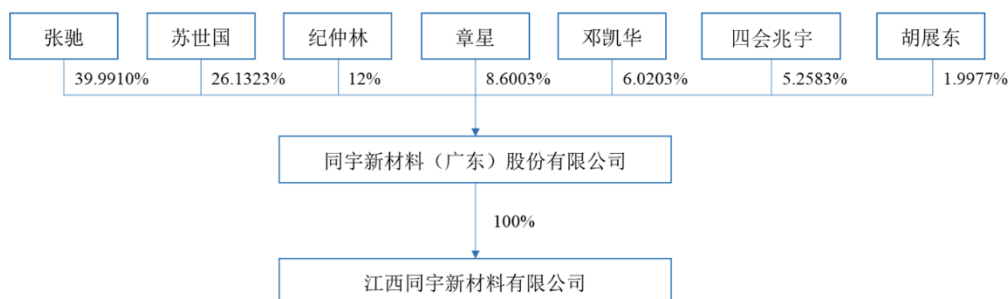 张驰 苏世国 纪仲林 章星 邓凯华 四会兆宇 胡展东
39.9910% 26.1323% 12% 8.6003% 6.0203% 5.2583% 1.9977%
同宇新材料（广东）股份有限公司
100%
江西同宇新材料有限公司